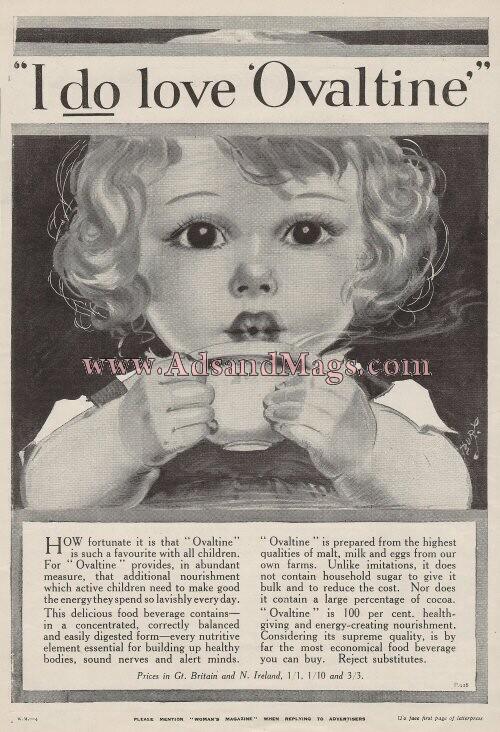 "I do love 'Ovaltine'"
www.AdsandMags.com
HOW fortunate it is that "Ovaltine"
is such a favourite with all children.
For "Ovaltine" provides, in abundant
measure, that additional nourishment
which active children need to make good
the energy they spend so lavishly every day.
This delicious food beverage contains—
in a concentrated, correctly balanced
and easily digested form—every nutritive
element essential for building up healthy
bodies, sound nerves and alert minds.
"Ovaltine" is prepared from the highest
qualities of malt, milk and eggs from our
own farms. Unlike imitations, it does
not contain household sugar to give it
bulk and to reduce the cost. Nor does
it contain a large percentage of cocoa.
"Ovaltine" is 100 per cent. health-
giving and energy-creating nourishment.
Considering its supreme quality, is by
far the most economical food beverage
you can buy. Reject substitutes.
Prices in Gt. Britain and N. Ireland, 1/1, 1/10 and 3/3.
PLEASE MENTION "WOMAN'S MAGAZINE" WHEN REPLYING TO ADVERTISERS
To face first page of letterpress